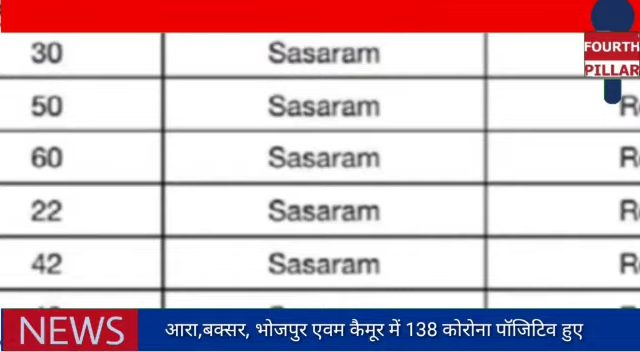 30 Sasaram
FOURTH
PILLAR
50 Sasaram
60 Sasaram
22 Sasaram
42 Sasaram
NEWS आरा,बक्सर, भोजपुर एवम कैमूर में 138 कोरोना पॉजिटिव हुए